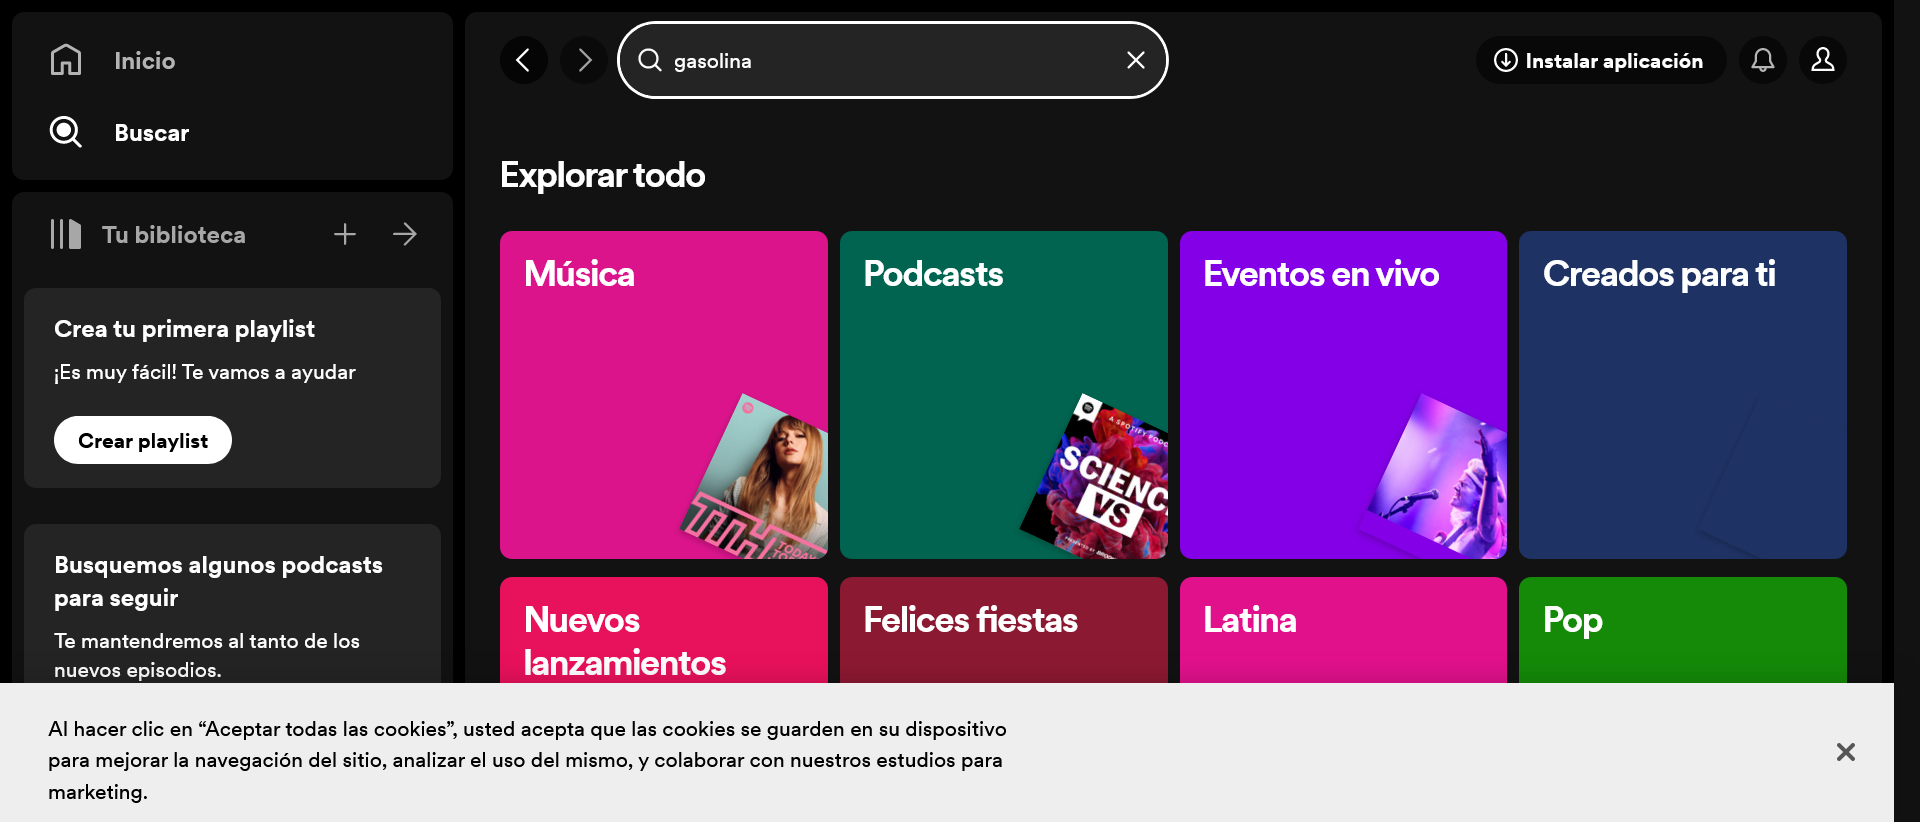 Inicio
Buscar
Tu biblioteca
Crea tu primera playlist
¡Es muy fácil! Te vamos a ayudar
Crear playlist
Busquemos algunos podcasts
para seguir
Te mantendremos al tanto de los
nuevos episodios.
gasolina
Instalar aplicación
Explorar todo
Música
Podcasts
SCIENC
VS
Eventos en vivo
Creados para ti
Nuevos
lanzamientos
Felices fiestas
Latina
Pop
Al hacer clic en “Aceptar todas las cookies”, usted acepta que las cookies se guarden en su dispositivo
para mejorar la navegación del sitio, analizar el uso del mismo, y colaborar con nuestros estudios para
marketing.